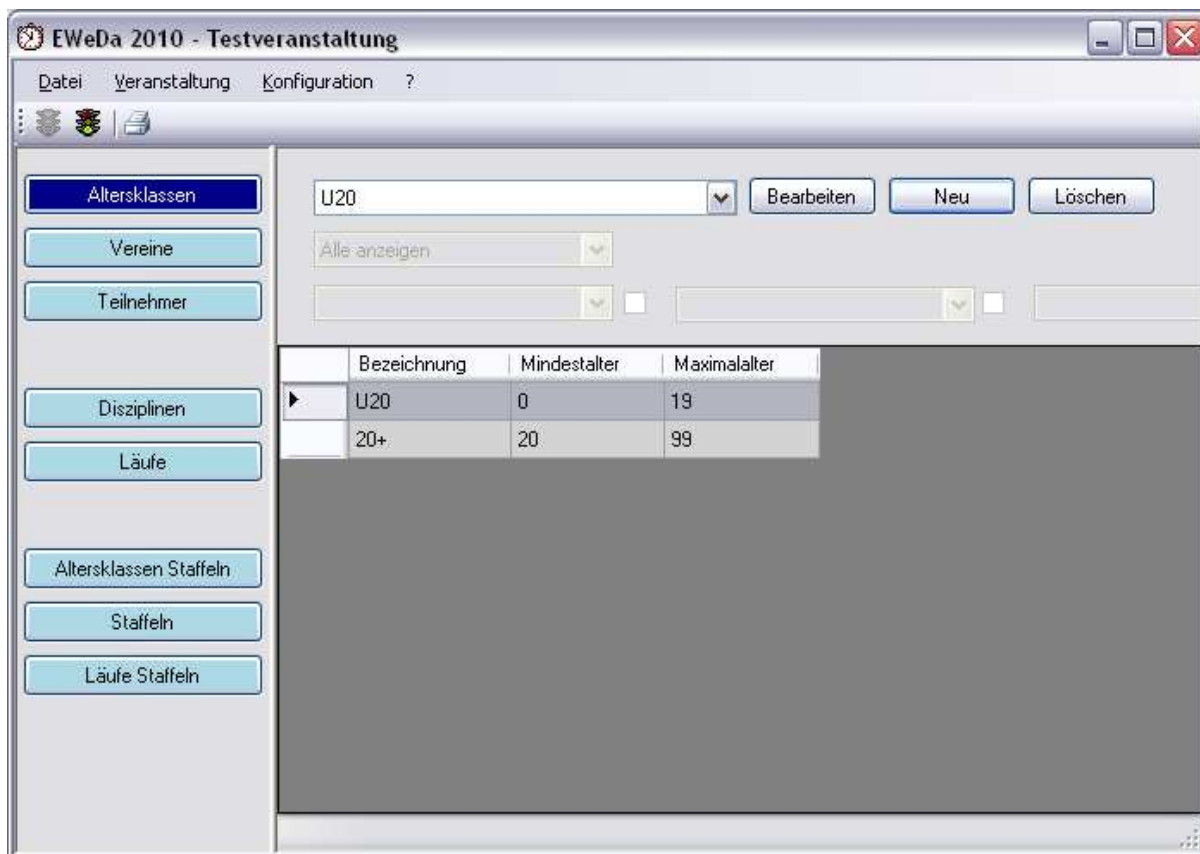 EWeDa 2010 - Testveranstaltung
Datei Veranstaltung Konfiguration ?
Altersklassen
U20
Bearbeiten
Neu
Löschen
Vereine
Alle anzeigen
Teilnehmer
Bezeichnung Mindestalter Maximalalter
U20 0 19
20+ 20 99
Disziplinen
Läufe
Altersklassen Staffeln
Staffeln
Läufe Staffeln